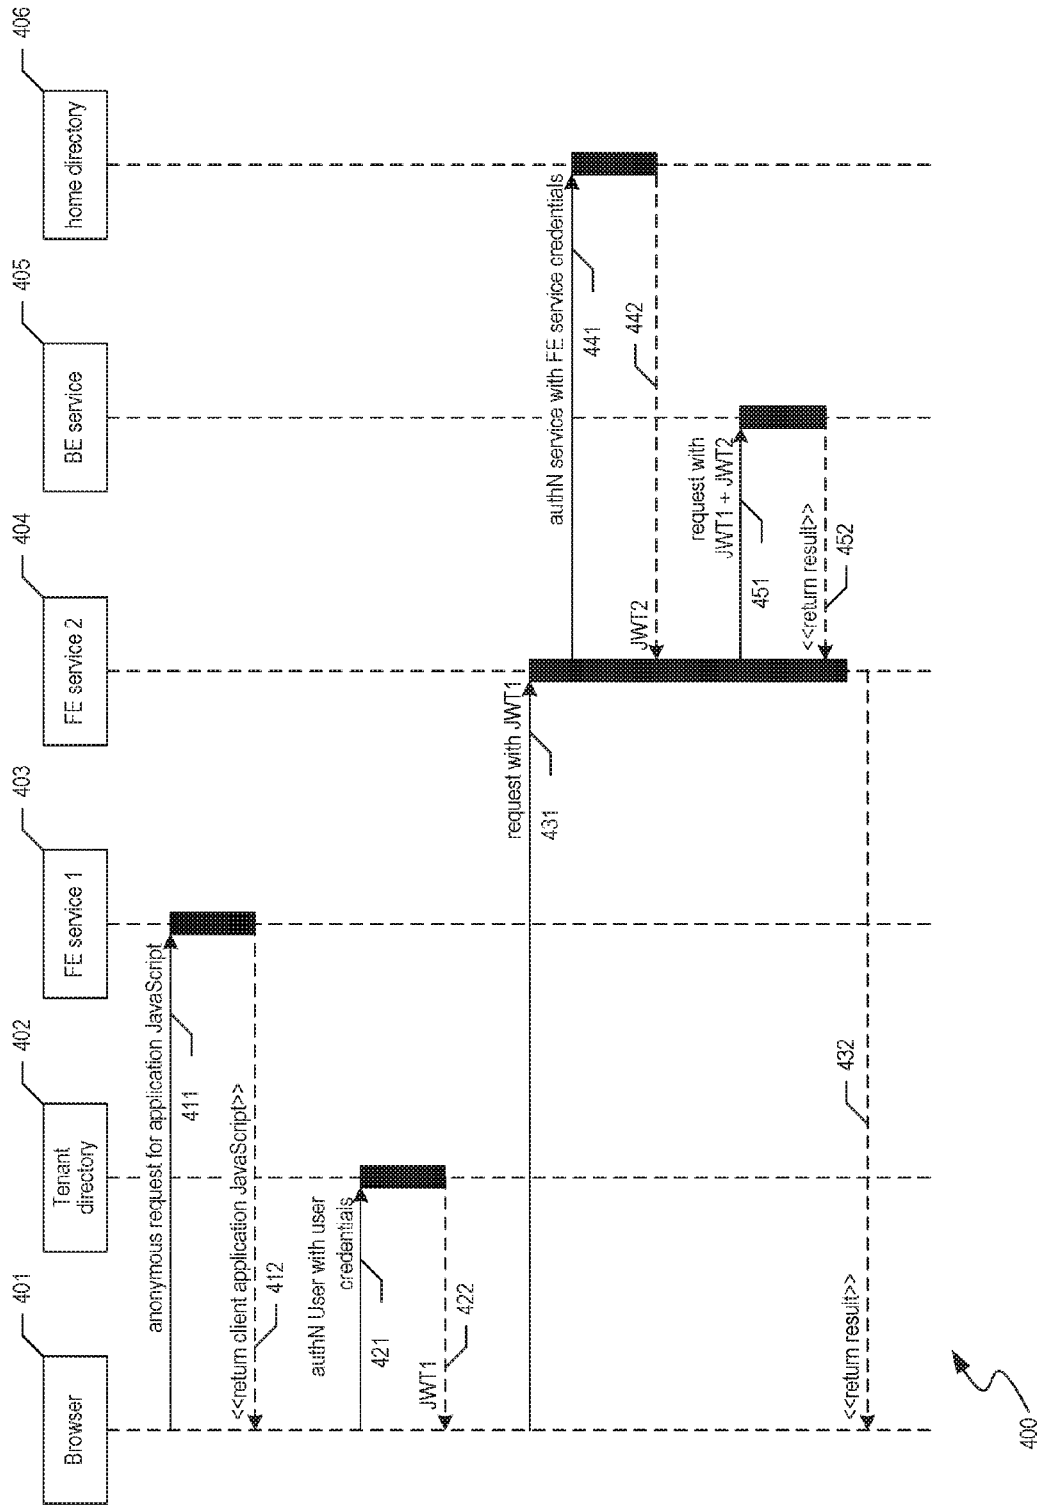 401
402
403
404
405
406
Browser
Tenant
directory
FE service 1
FE service 2
BE service
home directory
anonymous request for application JavaScript
411
<<return client application JavaScript>>
412
authN User with user
credentials
421
JWT1
422
request with JWT1
431
authN service with FE service credentials
441
JWT2
442
request with
JWT1 + JWT2
451
<<return result>>
452
<<return result>>
432
400